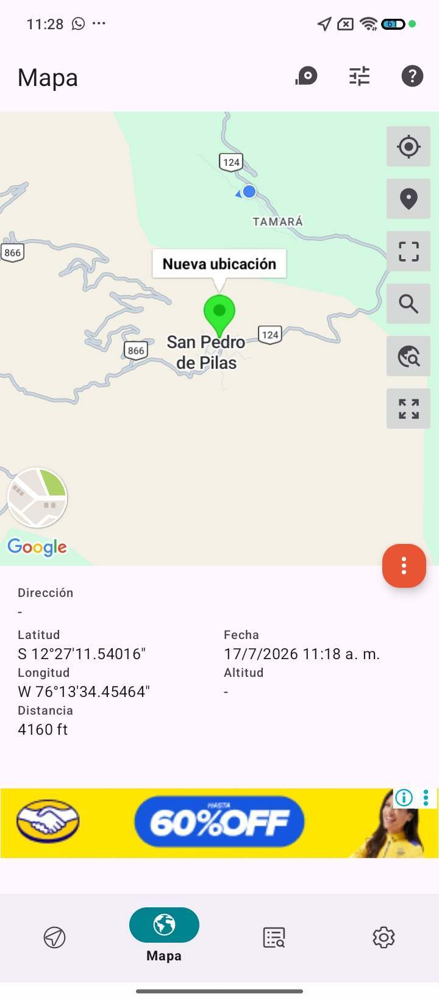 11:28
61
Mapa
124
TAMARÁ
866
Nueva ubicación
124
San Pedro
de Pilas
866
Google
Dirección
-
Latitud
Fecha
S 12°27'11.54016"
17/7/2026 11:18 a. m.
Longitud
Altitud
W 76°13'34.45464"
-
Distancia
4160 ft
HASTA
60%OFF
Mapa